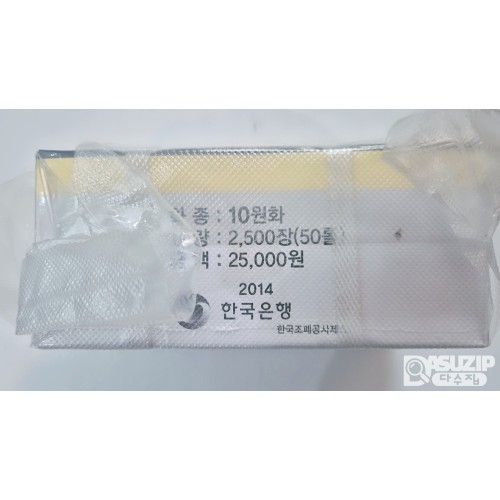 종 : 10원화
량 : 2,500장(50롤)
액 : 25,000원
2014
한국은행
한국조폐공사제
ASUZIP
다수집